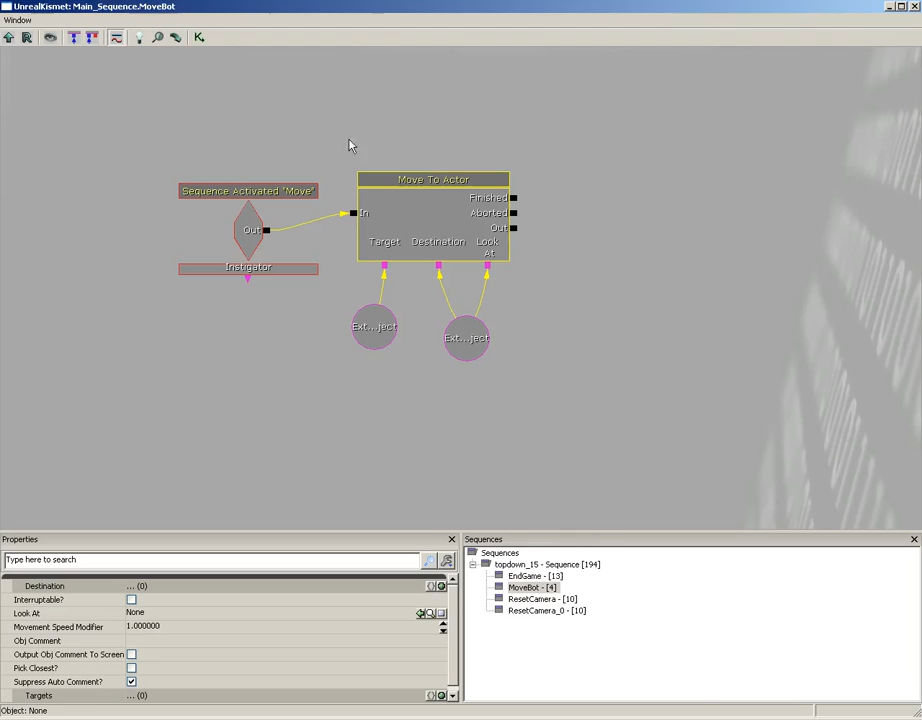 UnrealKismet: Main_Sequence.MoveBot
Window
Sequence Activated "Move"
Out
Instigator
Move To Actor
Finished
In
Aborted
Out
Target
Destination
Look
At
Ext...ject
Ext...ject
Properties
Type here to search
Destination
... (0)
Interruptable?
Look At
None
Movement Speed Modifier
1.000000
Obj Comment
Output Obj Comment To Screen
Pick Closest?
Suppress Auto Comment?
Targets
... (0)
Sequences
Sequences
topdown_15 - Sequence [194]
EndGame - [13]
MoveBot - [4]
ResetCamera - [10]
ResetCamera_0 - [10]
Object: None